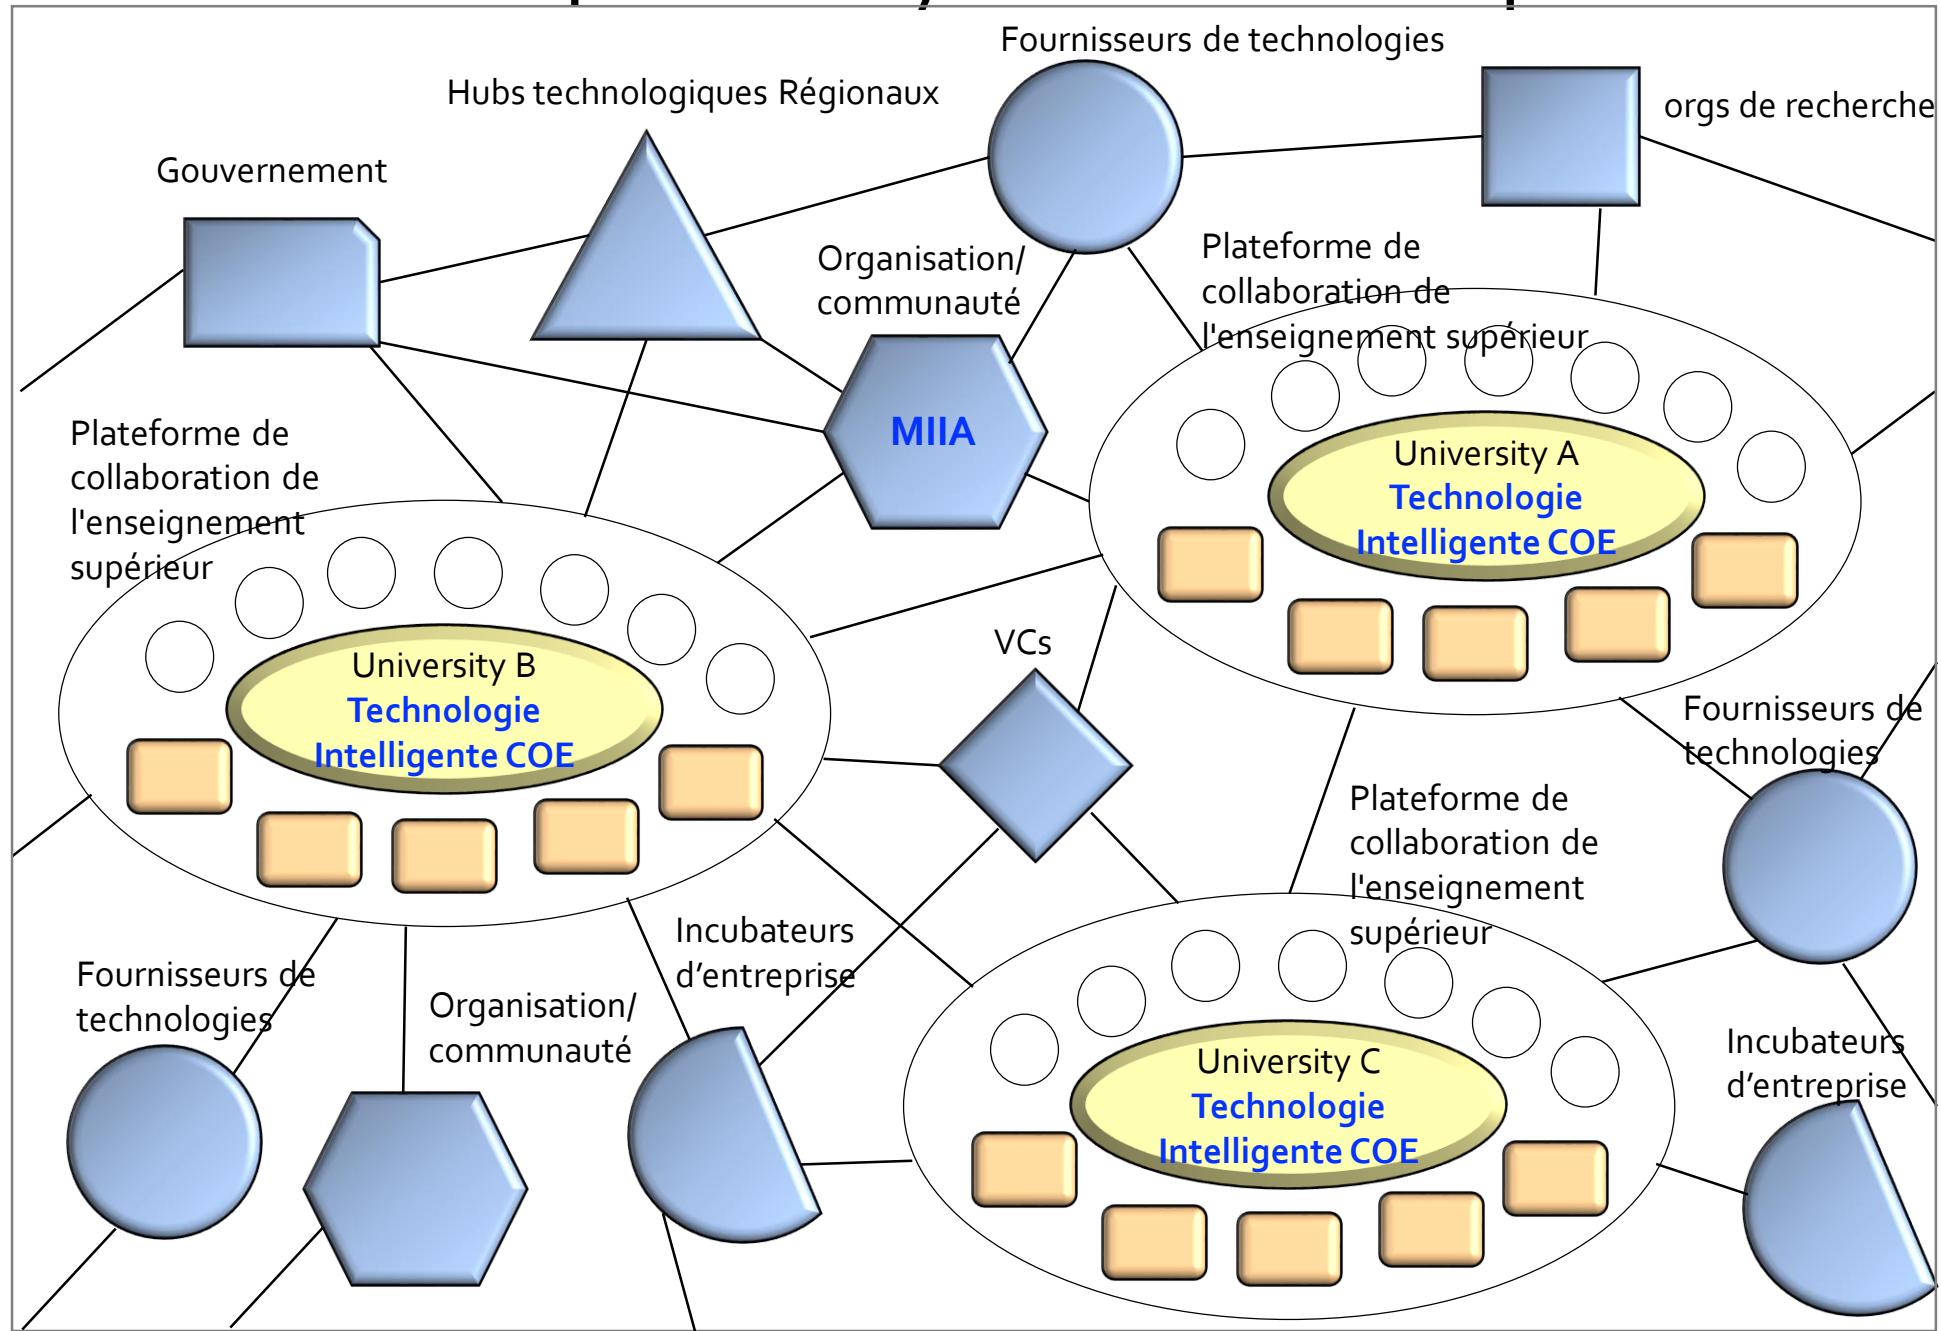 Fournisseurs de technologies
Hubs technologiques Régionaux
orgs de recherche
Gouvernement
Organisation/
communauté
Plateforme de
collaboration de
l'enseignement supérieur
MIIA
University A
Technologie
Intelligente COE
Plateforme de
collaboration de
l'enseignement
supérieur
University B
Technologie
Intelligente COE
VCs
Fournisseurs de
technologies
Plateforme de
collaboration de
l'enseignement
supérieur
Incubateurs
d’entreprise
Fournisseurs de
technologies
Organisation/
communauté
University C
Technologie
Intelligente COE
Incubateurs
d’entreprise